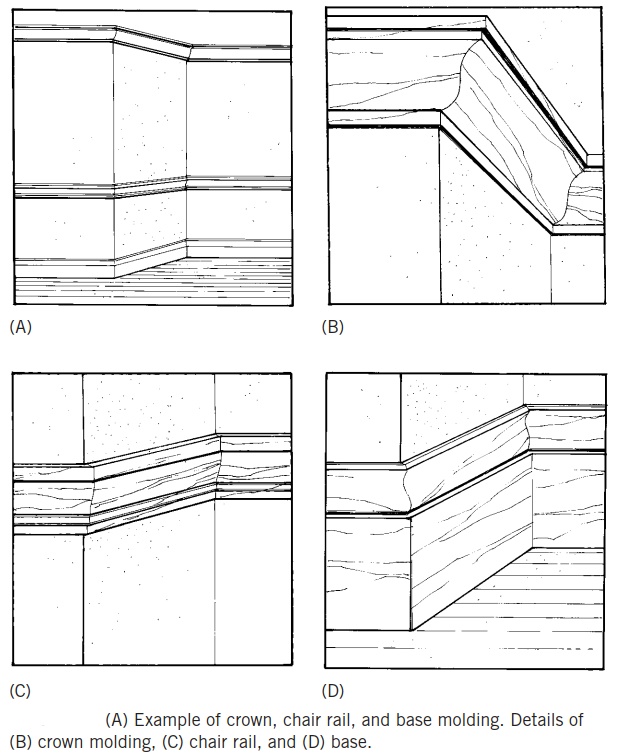 (A)
(B)
(C)
(D)
(A) Example of crown, chair rail, and base molding. Details of
(B) crown molding, (C) chair rail, and (D) base.